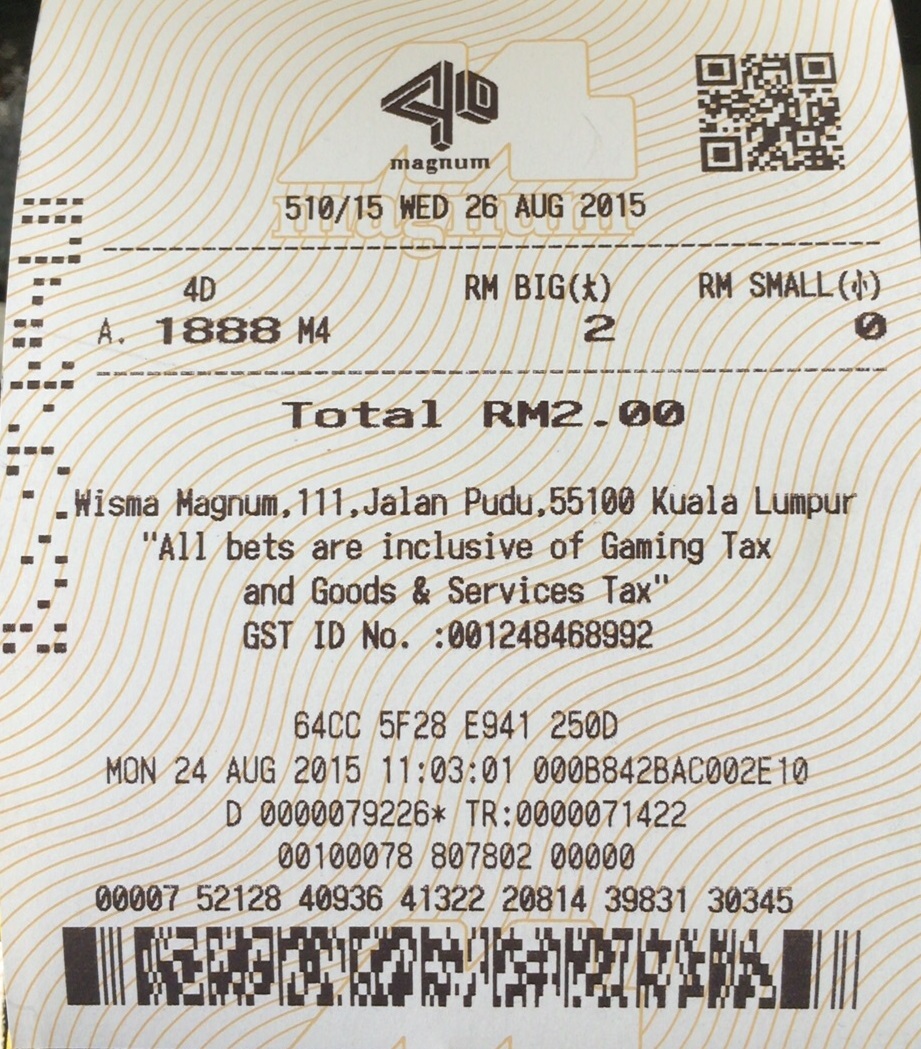 4D
magnum
510/15 WED 26 AUG 2015
4D RM BIG(大) RM SMALL(小)
A. 1888 M4 2 0
Total RM2.00
Wisma Magnum,111,Jalan Pudu,55100 Kuala Lumpur
"All bets are inclusive of Gaming Tax
and Goods & Services Tax"
GST ID No. :001248468992
64CC 5F28 E941 250D
MON 24 AUG 2015 11:03:01 000B842BAC002E10
D 0000079226* TR:0000071422
00100078 807802 00000
00007 52128 40936 41322 20814 39831 30345